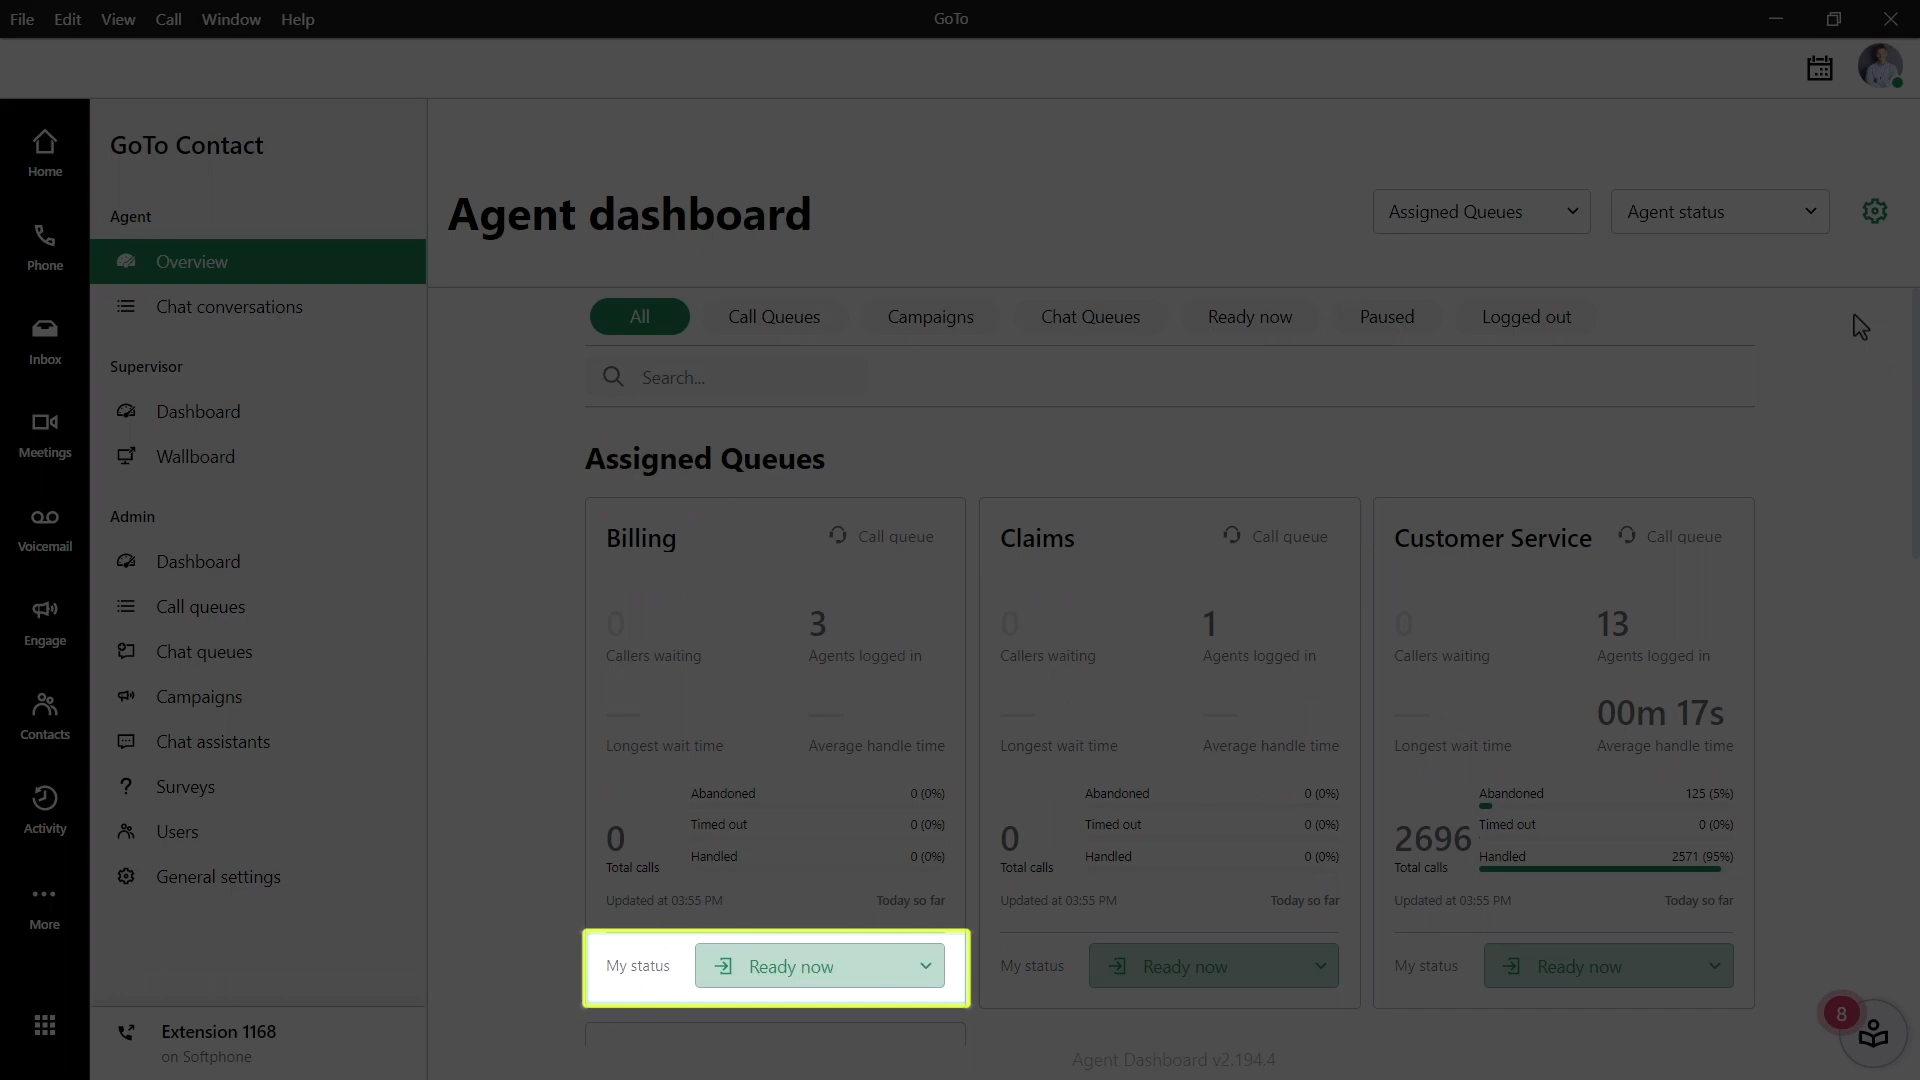 File Edit View Call Window Help
GoTo
GoTo Contact
Home
Phone
Inbox
Meetings
Voicemail
Engage
Contacts
Activity
More
Agent
Overview
Chat conversations
Supervisor
Dashboard
Wallboard
Admin
Dashboard
Call queues
Chat queues
Campaigns
Chat assistants
Surveys
Users
General settings
Extension 1168
on Softphone
Agent dashboard
Assigned Queues
Agent status
All Call Queues Campaigns Chat Queues Ready now Paused Logged out
Search...
Assigned Queues
Billing Call queue
0 3
Callers waiting Agents logged in
Longest wait time Average handle time
Abandoned 0 (0%)
Timed out 0 (0%)
0
Total calls
Handled 0 (0%)
Updated at 03:55 PM Today so far
My status Ready now
Claims Call queue
0 1
Callers waiting Agents logged in
Longest wait time Average handle time
Abandoned 0 (0%)
Timed out 0 (0%)
0
Total calls
Handled 0 (0%)
Updated at 03:55 PM Today so far
My status Ready now
Customer Service Call queue
0 13
Callers waiting Agents logged in
00m 17s
Longest wait time Average handle time
Abandoned 125 (5%)
Timed out 0 (0%)
2696
Total calls
Handled 2571 (95%)
Updated at 03:55 PM Today so far
My status Ready now
8
Agent Dashboard v2.194.4